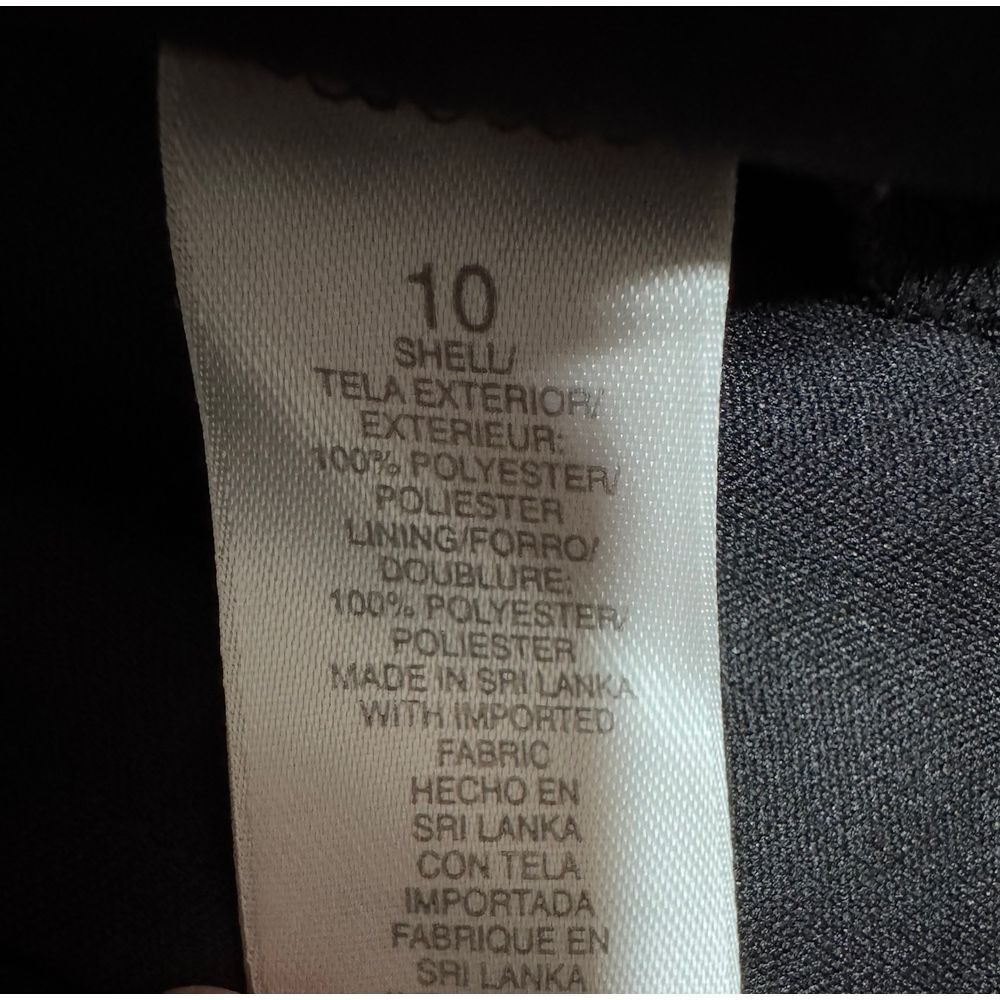 10
SHELL/
TELA EXTERIOR/
EXTERIEUR:
100% POLYESTER/
POLIESTER
LINING/FORRO/
DOUBLURE:
100% POLYESTER/
POLIESTER
MADE IN SRI LANKA
WITH IMPORTED
FABRIC
HECHO EN
SRI LANKA
CON TELA
IMPORTADA
FABRIQUE EN
SRI LANKA